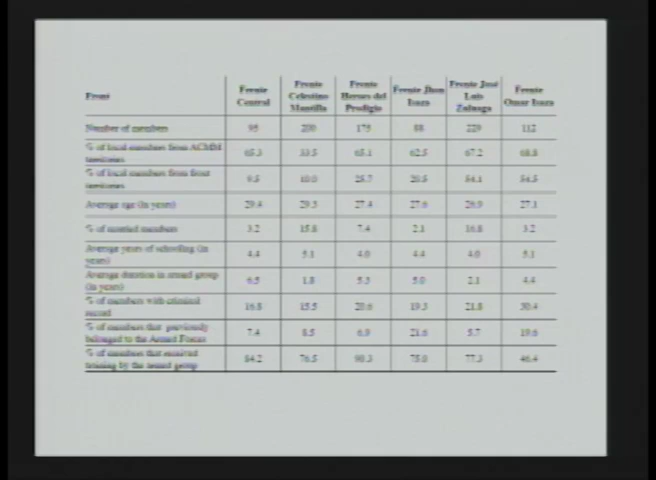 Front | Frente Central | Frente Celestino Mantilla | Frente Heroes del Prodigio | Frente Jhon Isaza | Frente José Luis Zuluaga | Frente Omar Isaza
Number of members | 95 | 200 | 175 | 88 | 229 | 112
% of local members from ACMM territories | 65.3 | 33.5 | 65.1 | 62.5 | 67.2 | 68.8
% of local members from front territories | 9.5 | 10.0 | 25.7 | 20.5 | 54.1 | 54.5
Average age (in years) | 29.4 | 29.3 | 27.4 | 27.6 | 26.9 | 27.1
% of married members | 3.2 | 15.8 | 7.4 | 2.1 | 16.8 | 3.2
Average years of schooling (in years) | 4.4 | 5.1 | 4.0 | 4.4 | 4.0 | 5.1
Average duration in armed group (in years) | 6.5 | 1.8 | 5.3 | 5.0 | 2.1 | 4.4
% of members with criminal record | 16.8 | 15.5 | 20.6 | 19.3 | 21.8 | 30.4
% of members that previously belonged to the Armed Forces | 7.4 | 8.5 | 6.9 | 21.6 | 5.7 | 19.6
% of members that received training by the armed group | 84.2 | 76.5 | 90.3 | 75.0 | 77.3 | 46.4